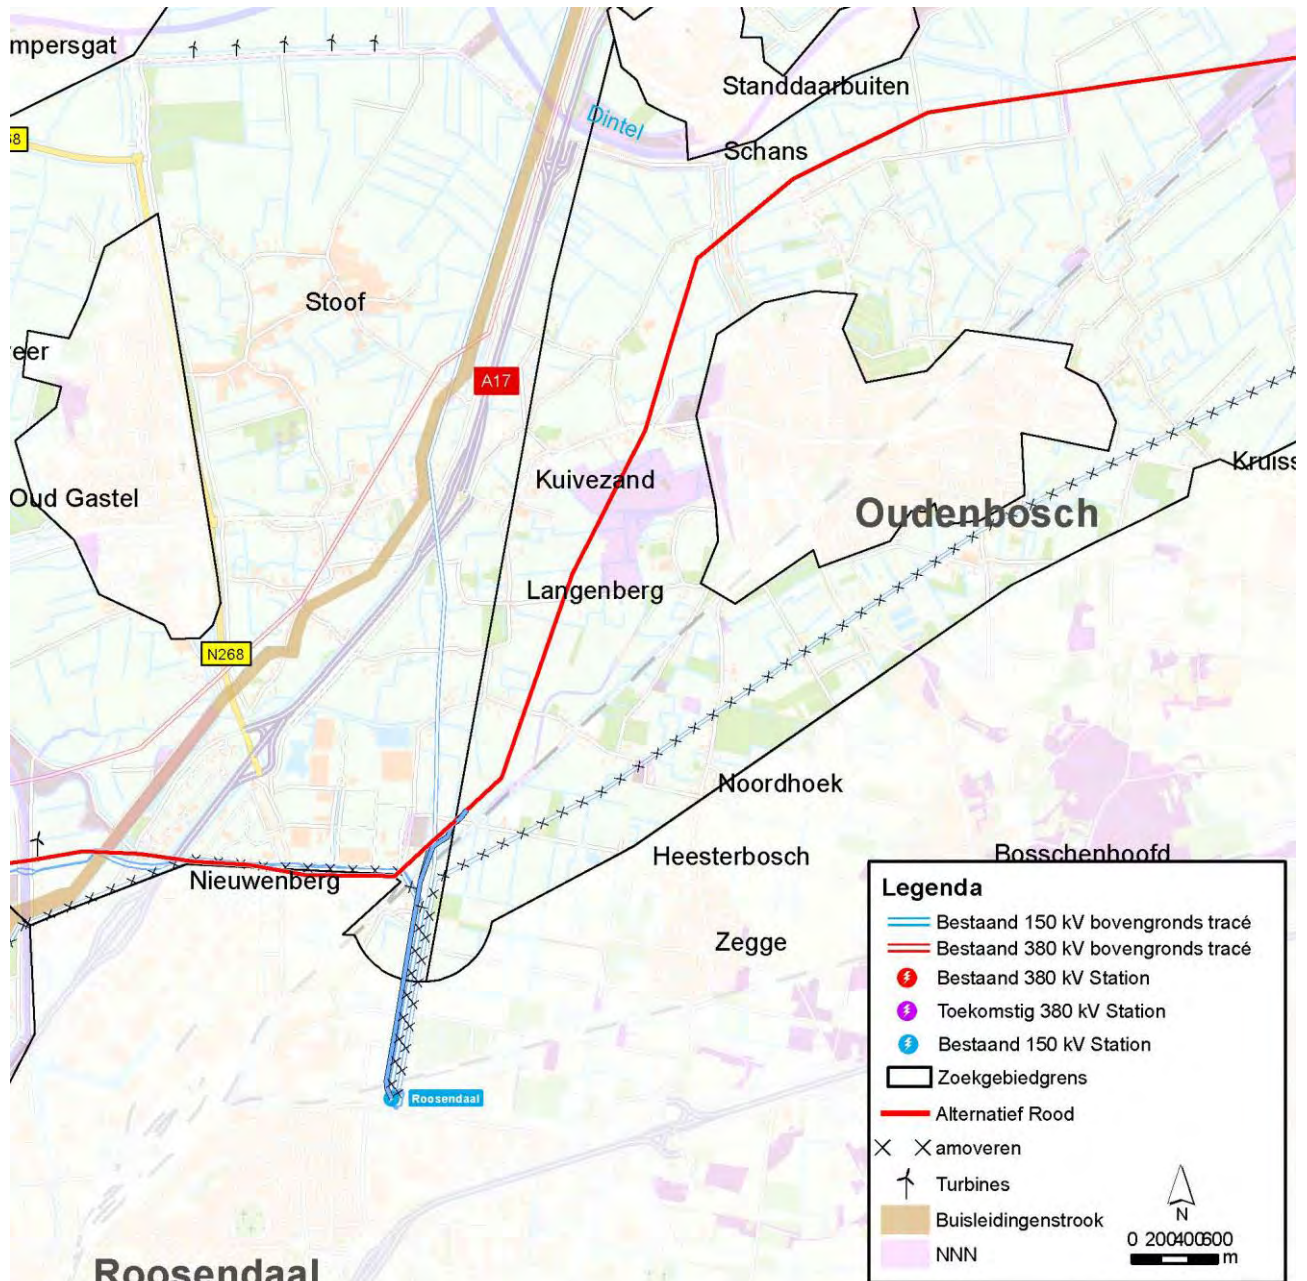 mpersgat
Standdaarbuiten
Dintel
Schans
Stoof
A17
Kuivezand
Oud Gastel
Oudenbosch
Langenberg
N268
Noordhoek
Heesterbosch
Bosschenhoofd
Nieuwenberg
Zegge
Roosendaal
Roosendaal
Legenda
Bestaand 150 kV bovengronds tracé
Bestaand 380 kV bovengronds tracé
Bestaand 380 kV Station
Toekomstig 380 kV Station
Bestaand 150 kV Station
Zoekgebiedgrens
Alternatief Rood
amoveren
Turbines
Buisleidingenstrook
NNN
N
0 200400600
m